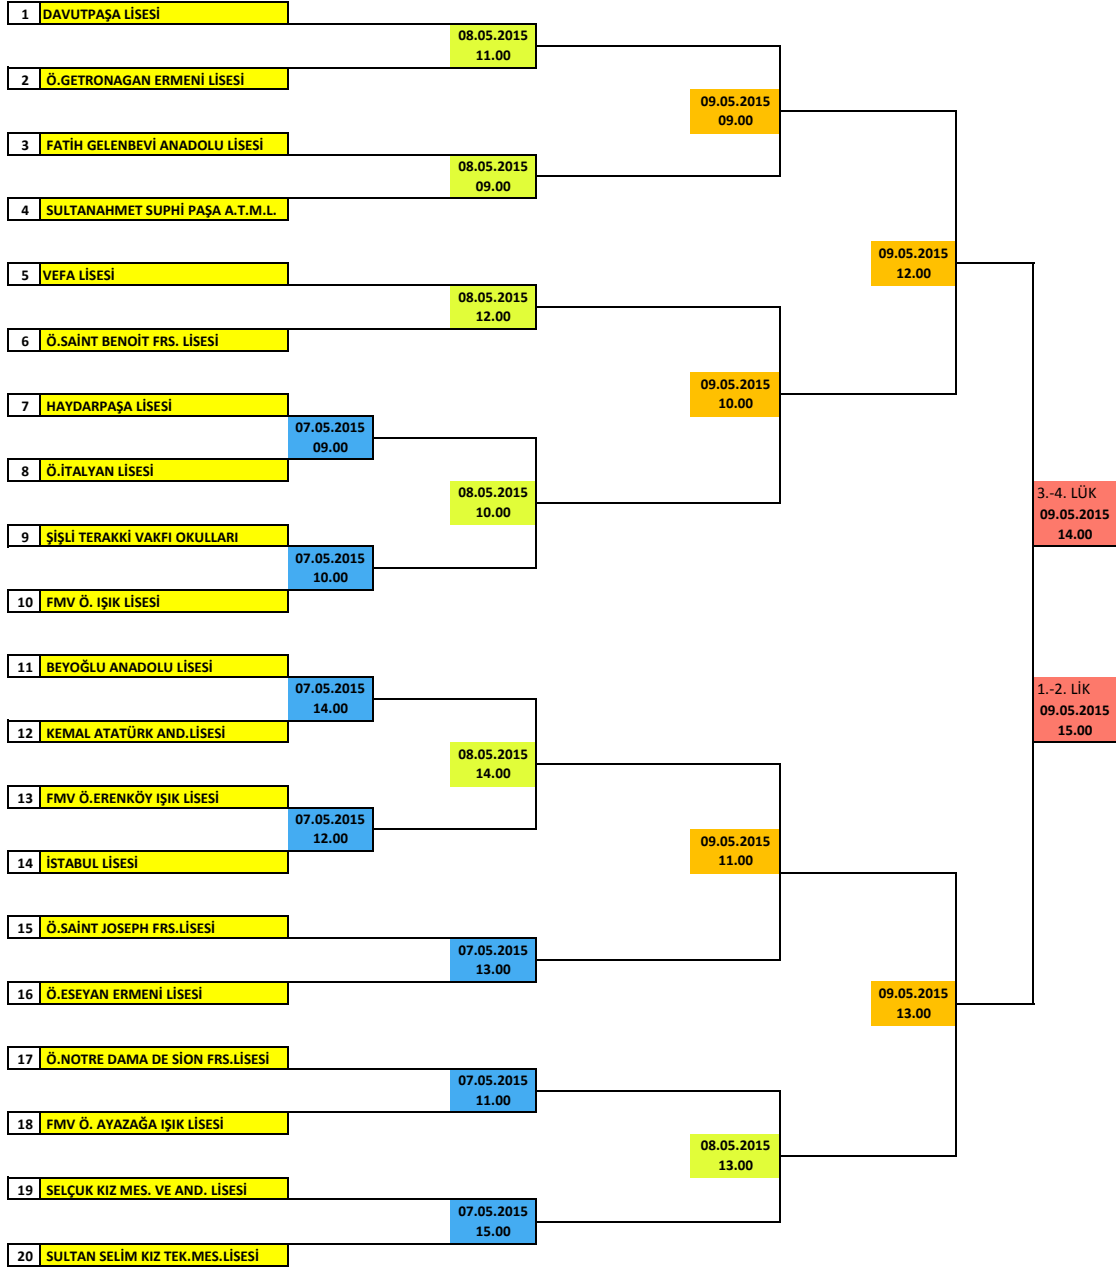 1 DAVUTPAŞA LİSESİ
08.05.2015
11.00
2 Ö.GETRONAGAN ERMENİ LİSESİ
09.05.2015
09.00
3 FATİH GELENBEVİ ANADOLU LİSESİ
08.05.2015
09.00
4 SULTANAHMET SUPHİ PAŞA A.T.M.L.
09.05.2015
12.00
5 VEFA LİSESİ
08.05.2015
12.00
6 Ö.SAİNT BENOİT FRS. LİSESİ
09.05.2015
10.00
7 HAYDARPAŞA LİSESİ
07.05.2015
09.00
8 Ö.İTALYAN LİSESİ
08.05.2015
10.00
3.-4. LÜK
09.05.2015
14.00
9 ŞİŞLİ TERAKKİ VAKFI OKULLARI
07.05.2015
10.00
10 FMV Ö. IŞIK LİSESİ
11 BEYOĞLU ANADOLU LİSESİ
07.05.2015
14.00
1.-2. LİK
09.05.2015
15.00
12 KEMAL ATATÜRK AND.LİSESİ
08.05.2015
14.00
13 FMV Ö.ERENKÖY IŞIK LİSESİ
07.05.2015
12.00
09.05.2015
11.00
14 İSTABUL LİSESİ
15 Ö.SAİNT JOSEPH FRS.LİSESİ
07.05.2015
13.00
16 Ö.ESEYAN ERMENİ LİSESİ
09.05.2015
13.00
17 Ö.NOTRE DAMA DE SİON FRS.LİSESİ
07.05.2015
11.00
18 FMV Ö. AYAZAĞA IŞIK LİSESİ
08.05.2015
13.00
19 SELÇUK KIZ MES. VE AND. LİSESİ
07.05.2015
15.00
20 SULTAN SELİM KIZ TEK.MES.LİSESİ